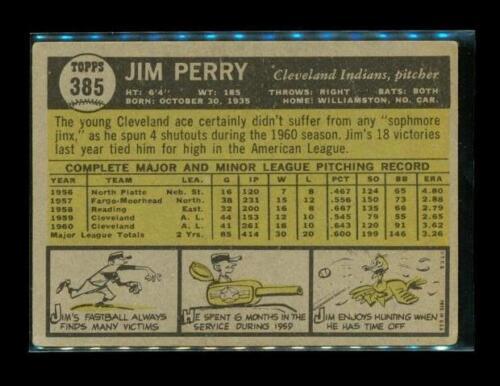 TOPPS
385
JIM PERRY
Cleveland Indians, pitcher
HT: 6'4" WT: 185 THROWS: RIGHT BATS: BOTH
BORN: OCTOBER 30, 1935 HOME: WILLIAMSTON, NO. CAR.
The young Cleveland ace certainly didn't suffer from any "sophmore
jinx," as he spun 4 shutouts during the 1960 season. Jim's 18 victories
last year tied him for high in the American League.
COMPLETE MAJOR AND MINOR LEAGUE PITCHING RECORD
YEAR TEAM LEA. G IP W L PCT SO BB ERA
1956 North Platte Neb. St. 16 120 7 8 .467 124 65 4.80
1957 Fargo-Moorhead North. 38 231 15 12 .556 150 73 2.88
1958 Reading East. 32 200 16 8 .667 135 55 2.79
1959 Cleveland A. L. 44 153 12 10 .545 79 55 2.65
1960 Cleveland A. L. 41 261 18 10 .643 120 91 3.62
Major League Totals 2 Yrs. 85 414 30 20 .600 199 146 3.26
JIM'S FASTBALL ALWAYS
FINDS MANY VICTIMS
HE SPENT 6 MONTHS IN THE
SERVICE DURING 1959
JIM ENJOYS HUNTING WHEN
HE HAS TIME OFF